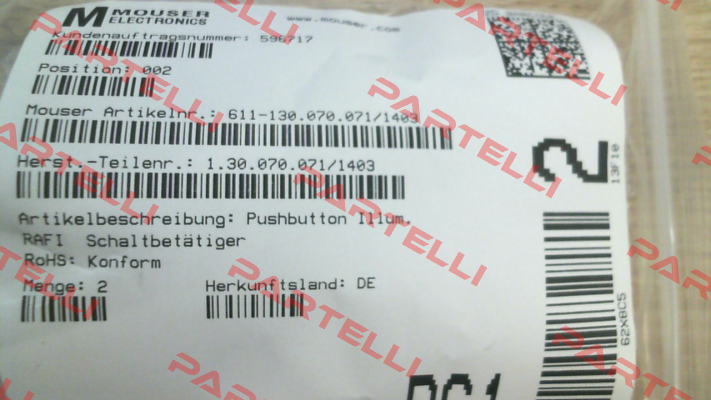 MOUSER
ELECTRONICS
www.mouser.com
Kundenauftragsnummer: 596717
Position: 002
Mouser Artikelnr.: 611-130.070.071/1403
Herst.-Teilenr.: 1.30.070.071/1403
Artikelbeschreibung: Pushbutton Illum.
RAFI Schaltbetätiger
RoHS: Konform
Menge: 2
Herkunftsland: DE
2
13F10
62XBC5
PARTELLI
PARTELLI
PARTELLI
PARTELLI
PARTELLI